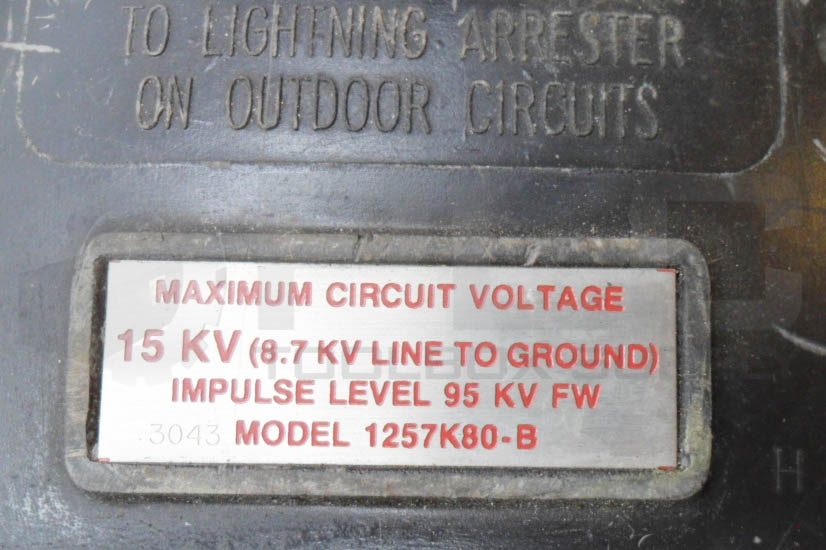 TO LIGHTNING ARRESTER
ON OUTDOOR CIRCUITS
MAXIMUM CIRCUIT VOLTAGE
15 KV (8.7 KV LINE TO GROUND)
IMPULSE LEVEL 95 KV FW
3043 MODEL 1257K80-B
H